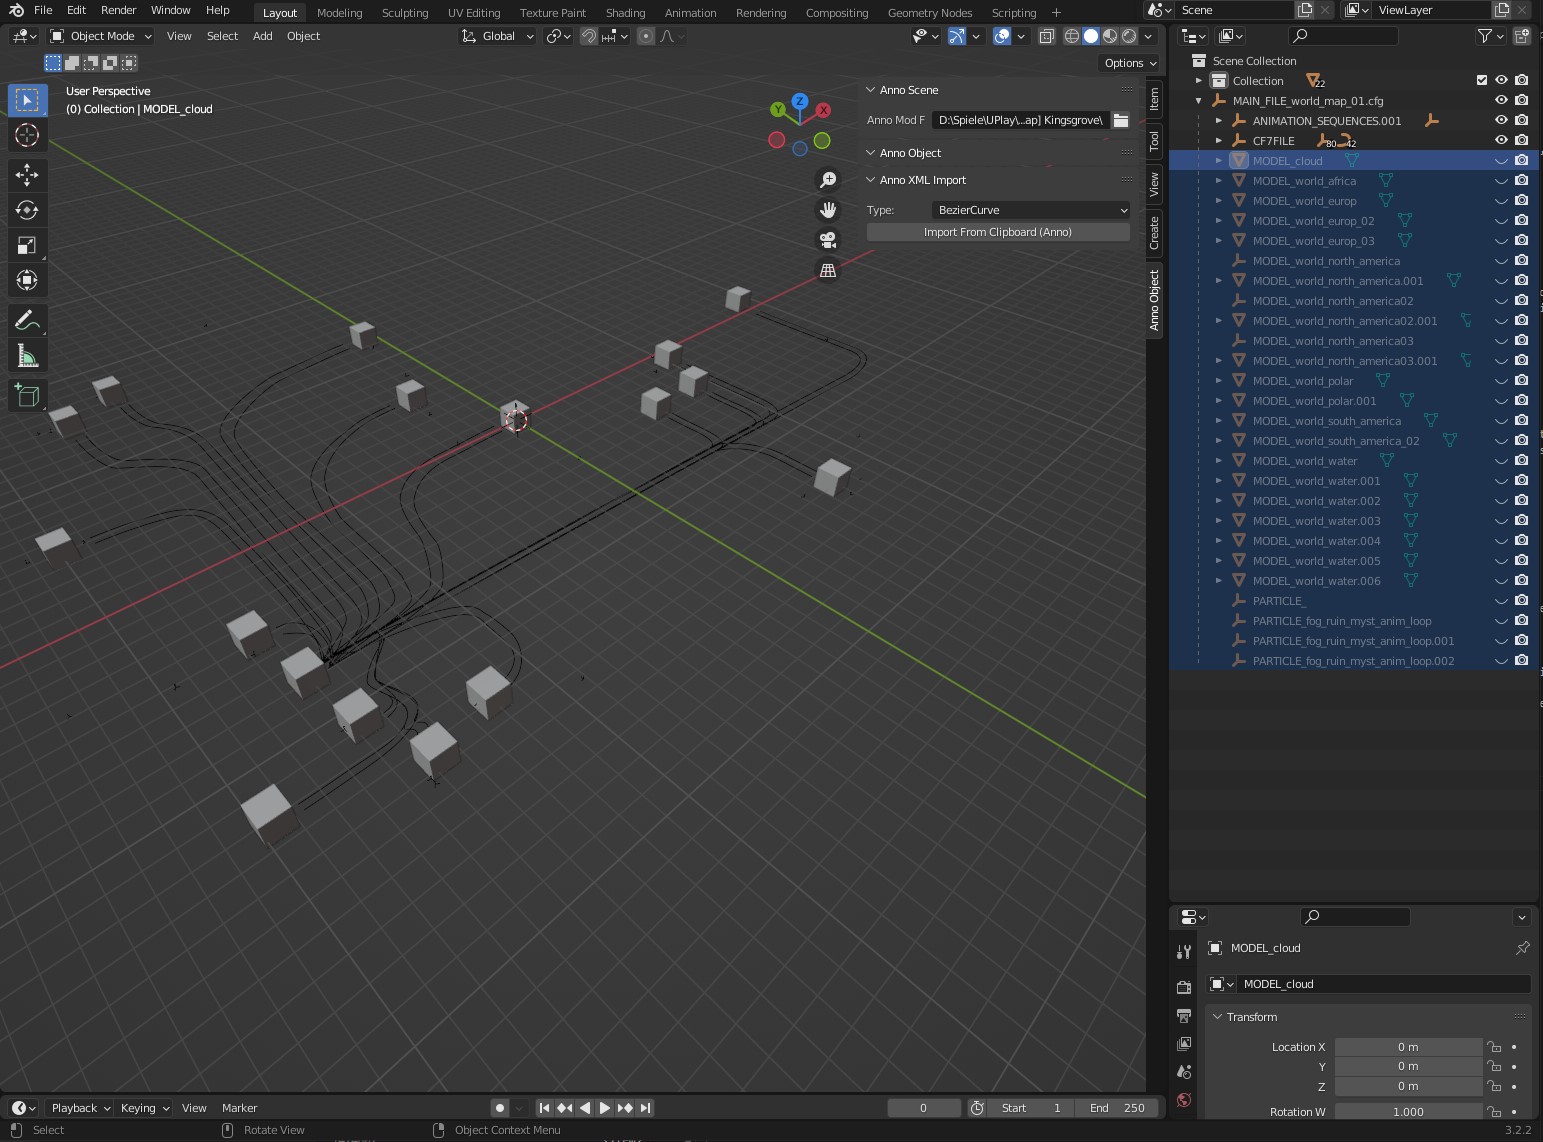 File Edit Render Window Help Layout Modeling Sculpting UV Editing Texture Paint Shading Animation Rendering Compositing Geometry Nodes Scripting + Scene ViewLayer
Object Mode View Select Add Object Global
Options
User Perspective
(0) Collection | MODEL_cloud
Z
Y
X
Anno Scene
Anno Mod F D:\Spiele\UPlay\...ap] Kingsgrove\
Anno Object
Anno XML Import
Type: BezierCurve
Import From Clipboard (Anno)
Item
Tool
View
Create
Anno Object
Scene Collection
Collection 22
MAIN_FILE_world_map_01.cfg
ANIMATION_SEQUENCES.001
CF7FILE 80 42
MODEL_cloud
MODEL_world_africa
MODEL_world_europ
MODEL_world_europ_02
MODEL_world_europ_03
MODEL_world_north_america
MODEL_world_north_america.001
MODEL_world_north_america02
MODEL_world_north_america02.001
MODEL_world_north_america03
MODEL_world_north_america03.001
MODEL_world_polar
MODEL_world_polar.001
MODEL_world_south_america
MODEL_world_south_america_02
MODEL_world_water
MODEL_world_water.001
MODEL_world_water.002
MODEL_world_water.003
MODEL_world_water.004
MODEL_world_water.005
MODEL_world_water.006
PARTICLE_
PARTICLE_fog_ruin_myst_anim_loop
PARTICLE_fog_ruin_myst_anim_loop.001
PARTICLE_fog_ruin_myst_anim_loop.002
MODEL_cloud
MODEL_cloud
Transform
Location X 0 m
Y 0 m
Z 0 m
Rotation W 1.000
Playback Keying View Marker 0 Start 1 End 250
Select Rotate View Object Context Menu 3.2.2